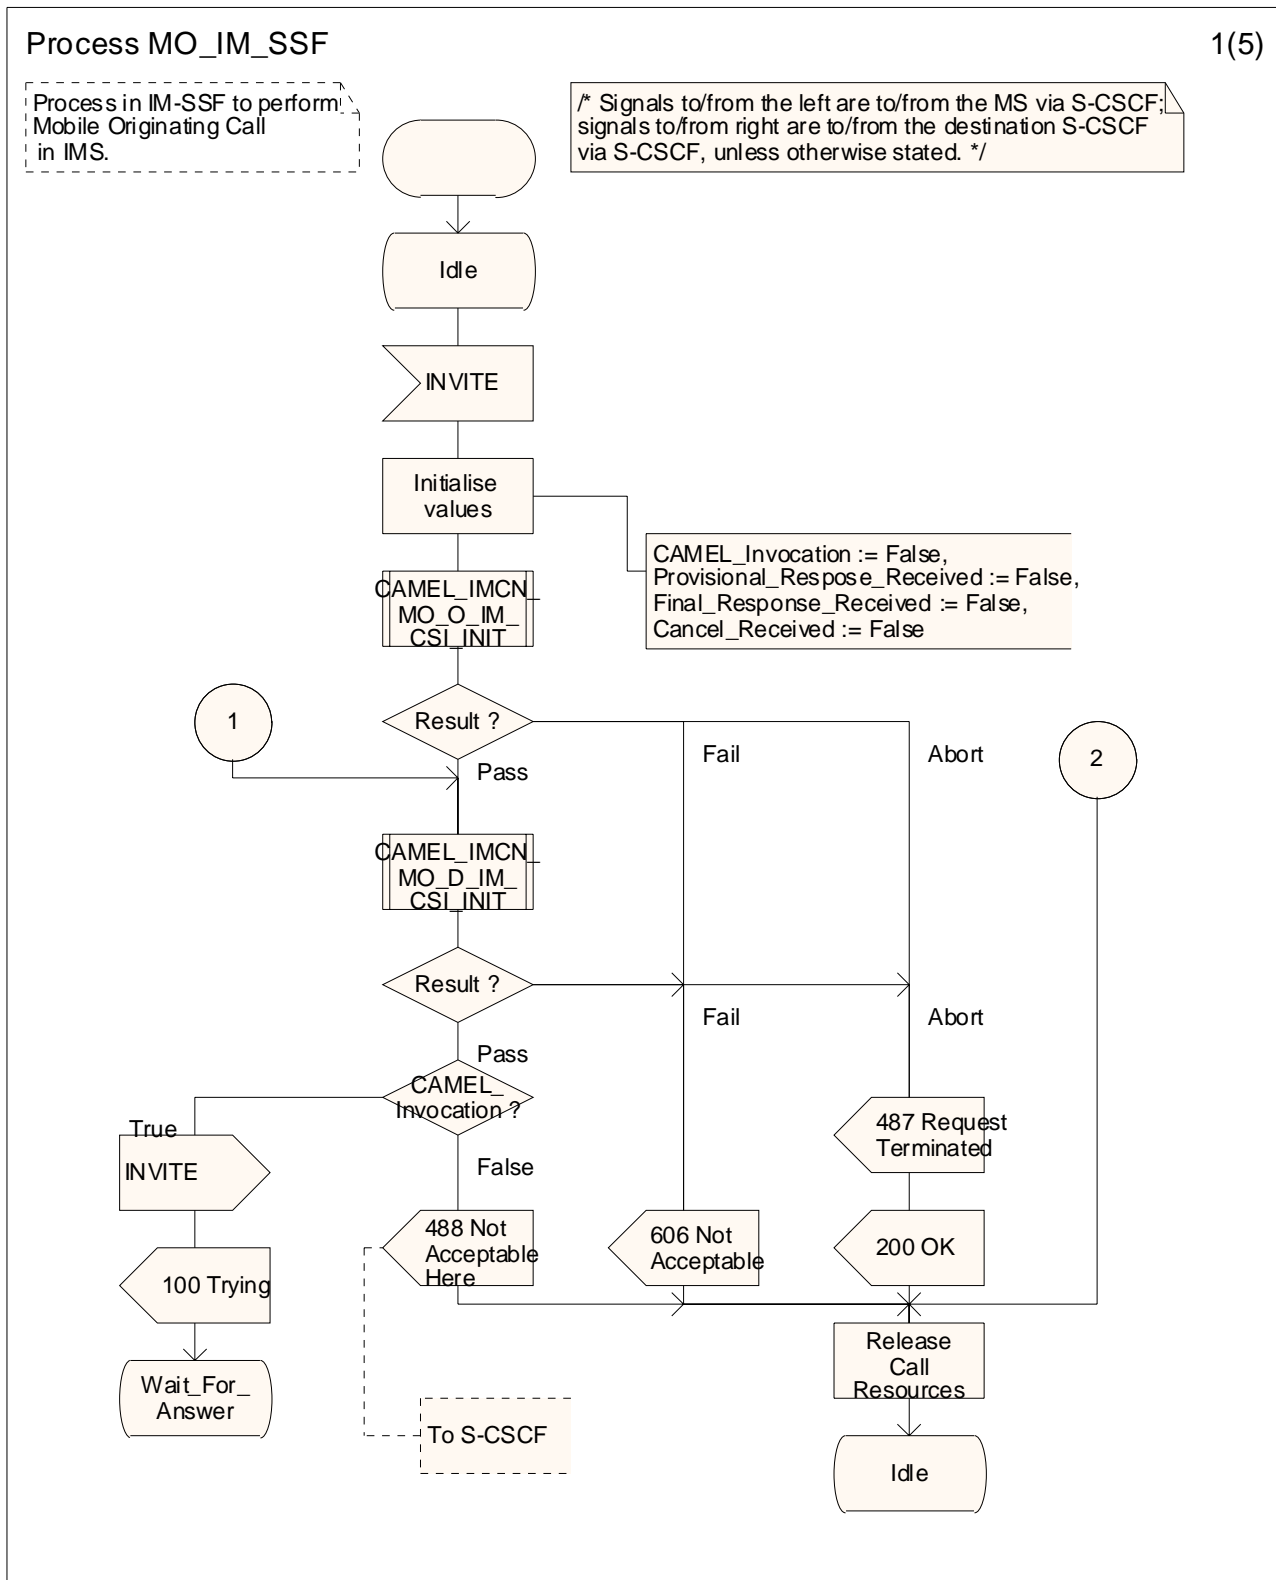 Process MO_IM_SSF
1(5)
Process in IM-SSF to perform
Mobile Originating Call
in IMS.
/* Signals to/from the left are to/from the MS via S-CSCF;
signals to/from right are to/from the destination S-CSCF
via S-CSCF, unless otherwise stated. */
Idle
INVITE
Initialise
values
CAMEL_Invocation := False,
Provisional_Respose_Received := False,
Final_Response_Received := False,
Cancel_Received := False
CAMEL_IMCN_
MO_O_IM_
CSI_INIT
1
Result ?
Fail
Abort
2
Pass
CAMEL_IMCN_
MO_D_IM_
CSI_INIT
Result ?
Fail
Abort
Pass
CAMEL_
Invocation ?
True
False
INVITE
487 Request
Terminated
100 Trying
488 Not
Acceptable
Here
606 Not
Acceptable
200 OK
Wait_For_
Answer
To S-CSCF
Release
Call
Resources
Idle